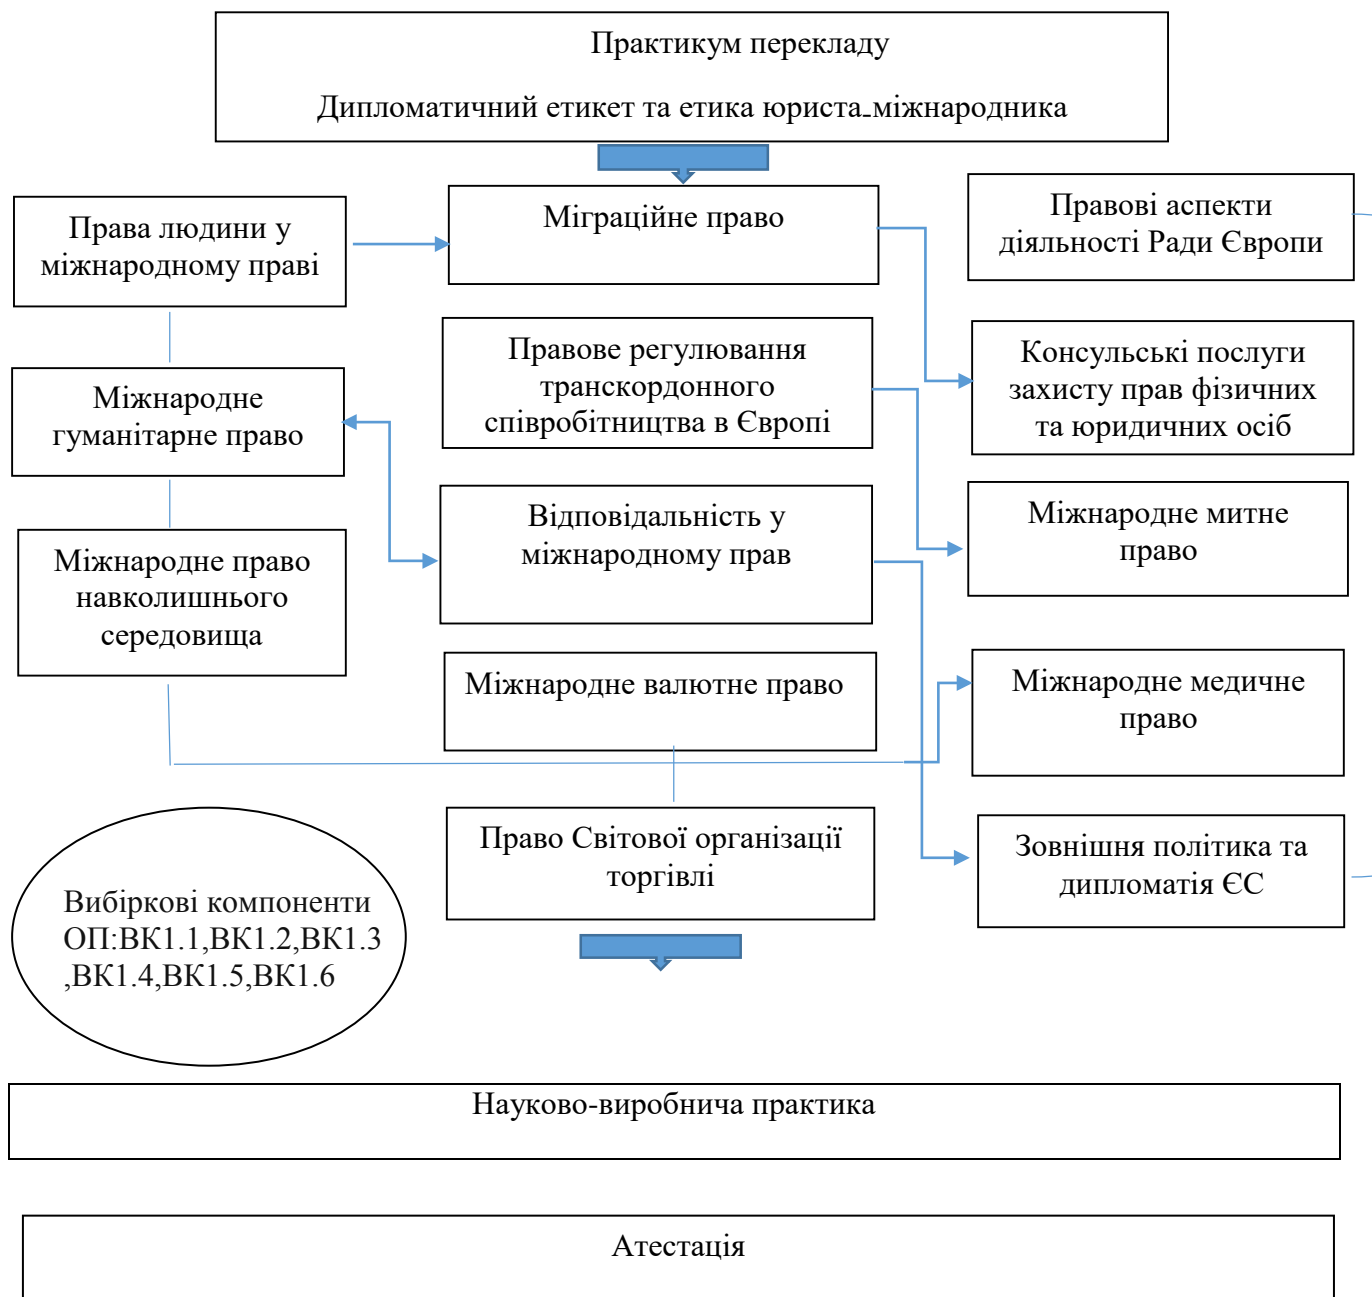 Практикум перекладу
Дипломатичний етикет та етика юриста-міжнародника
Права людини у
міжнародному праві
Міжнародне
гуманітарне право
Міжнародне право
навколишнього
середовища
Міграційне право
Правове регулювання
транскордонного
співробітництва в Європі
Відповідальність у
міжнародному прав
Міжнародне валютне право
Право Світової організації
торгівлі
Правові аспекти
діяльності Ради Європи
Консульські послуги
захисту прав фізичних
та юридичних осіб
Міжнародне митне
право
Міжнародне медичне
право
Зовнішня політика та
дипломатія ЄС
Вибіркові компоненти
ОП:ВК1.1,ВК1.2,ВК1.3
,ВК1.4,ВК1.5,ВК1.6
Науково-виробнича практика
Атестація